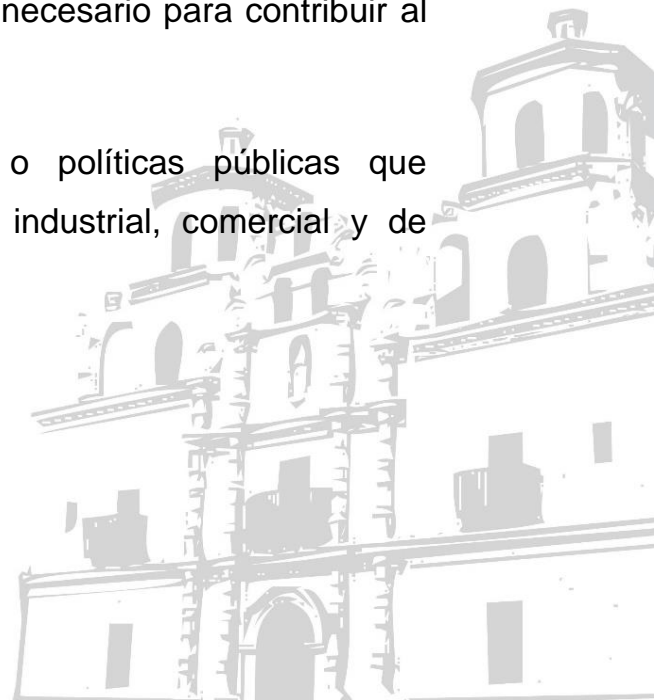 necesario para contribuir al
o políticas públicas que
industrial, comercial y de